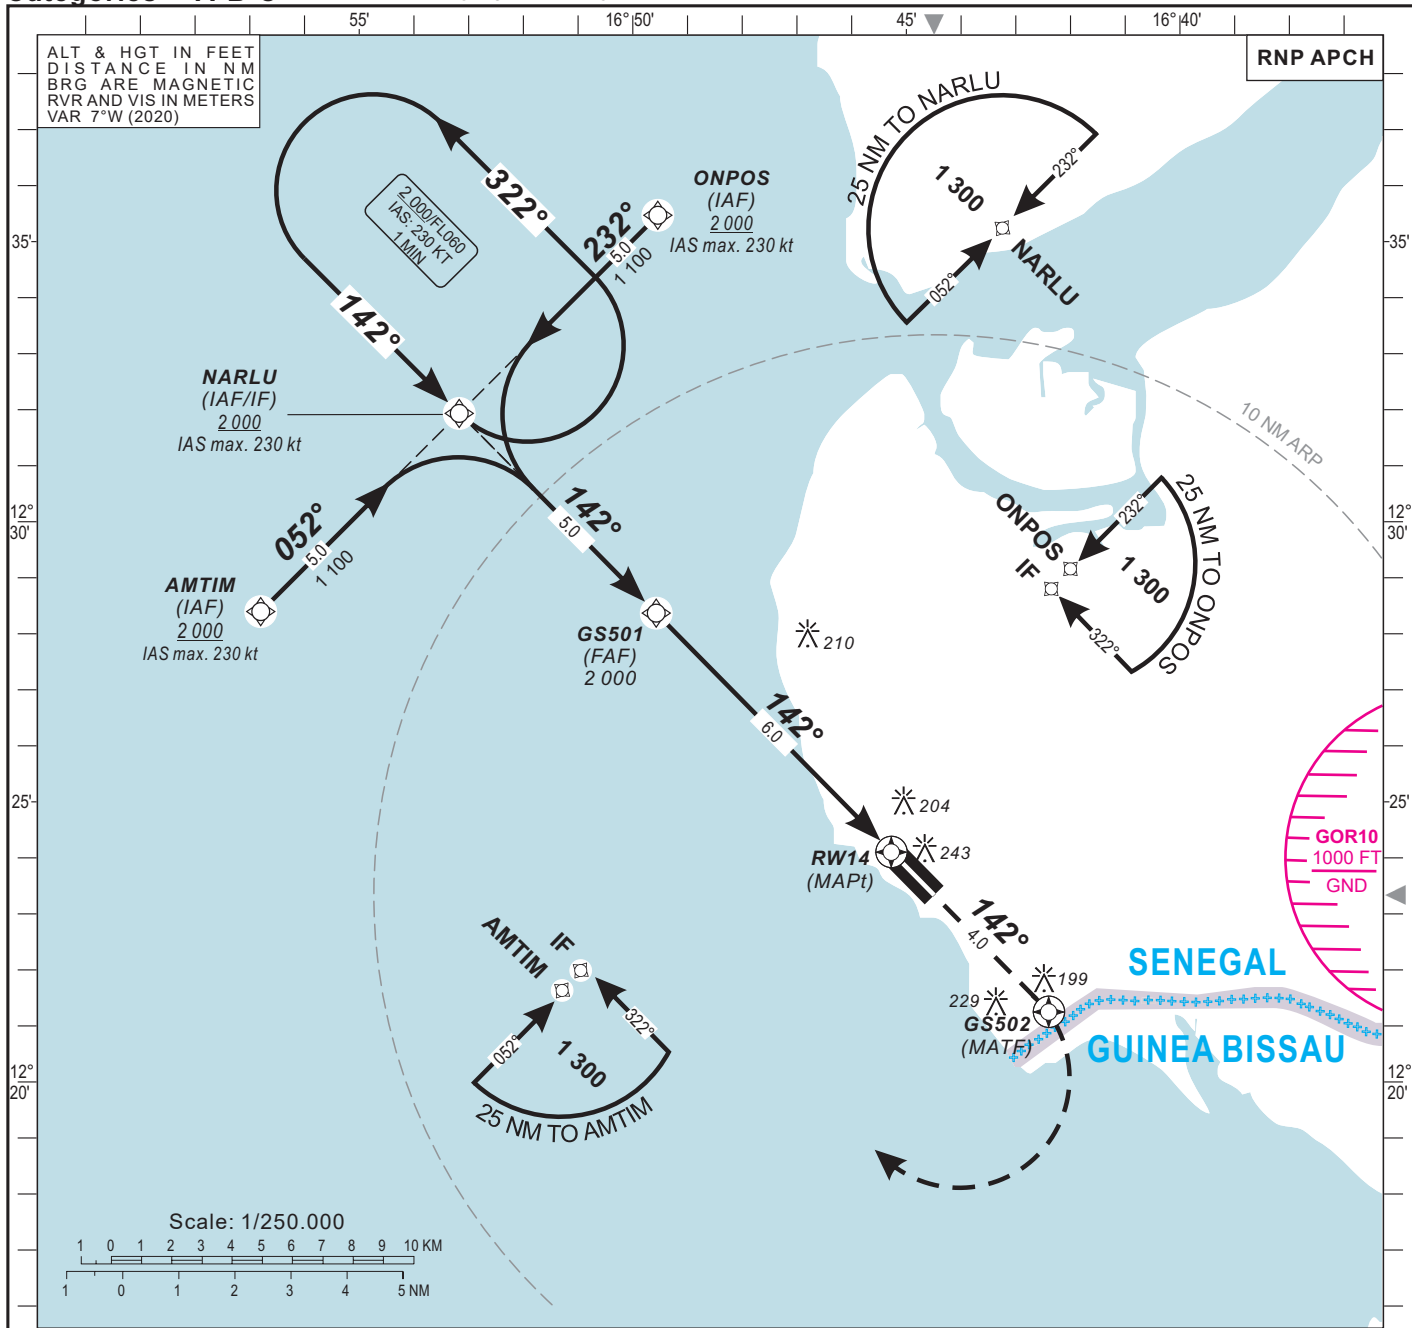 55'
16°50'
45'
16°40'
ALT & HGT IN FEET
DISTANCE IN NM
BRG ARE MAGNETIC
RVR AND VIS IN METERS
VAR 7°W (2020)
RNP APCH
25 NM TO NARLU
1 300
232°
052°
NARLU
322°
2 000/FL060
IAS: 230 KT
1 MIN
142°
ONPOS
(IAF)
2 000
IAS max. 230 kt
232°
5.0
1 100
35'
35'
NARLU
(IAF/IF)
2 000
IAS max. 230 kt
10 NM ARP
052°
5.0
1 100
AMTIM
(IAF)
2 000
IAS max. 230 kt
142°
5.0
GS501
(FAF)
2 000
12°
30'
12°
30'
25 NM TO ONPOS
1 300
232°
322°
ONPOS
IF
210
142°
6.0
25'
25'
204
243
RW14
(MAPt)
GOR10
1000 FT
GND
142°
4.0
AMTIM
IF
052°
322°
1 300
25 NM TO AMTIM
199
229
GS502
(MATF)
SENEGAL
GUINEA BISSAU
12°
20'
12°
20'
Scale: 1/250.000
1 0 1 2 3 4 5 6 7 8 9 10 KM
1 0 1 2 3 4 5 NM